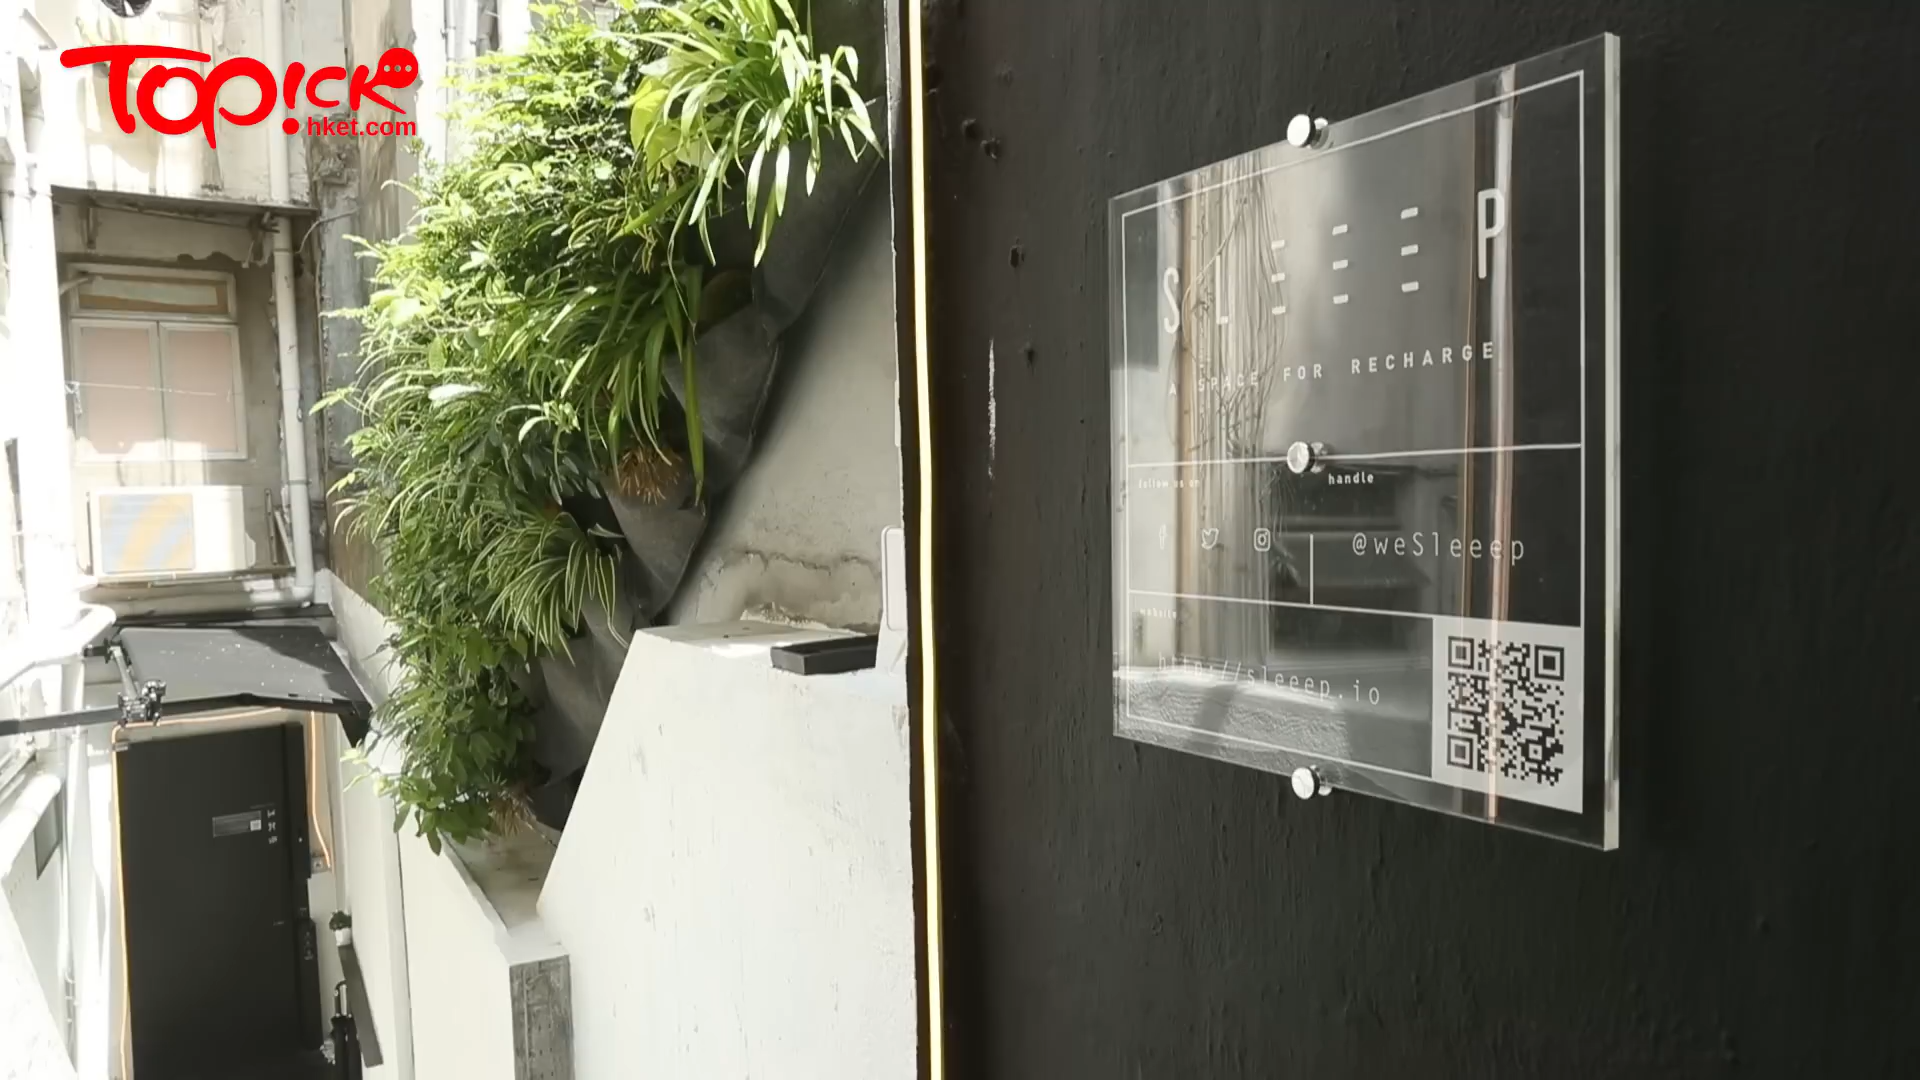 TOPick
hket.com
SLEEEP
A SPACE FOR RECHARGE
follow us on
handle
@weSleeep
website
http://sleeep.io